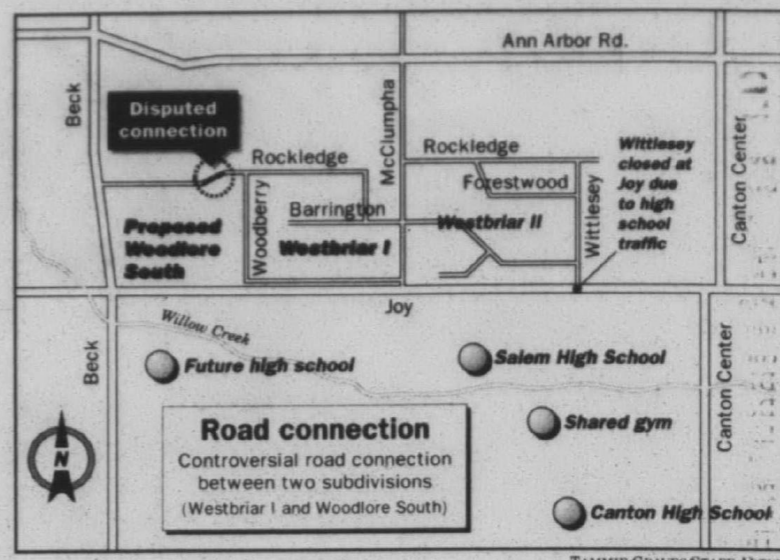 Ann Arbor Rd.
Beck
Disputed
connection
McClumpha
Canton Center
Rockledge
Rockledge
Wittlesey
closed at
Joy due
to high
school
traffic
Forestwood
Barrington
Woodberry
Proposed
Woodlore
South
Westbriar I
Westbriar II
Wittlesey
Joy
Willow Creek
Beck
Future high school
Salem High School
Canton Center
Shared gym
Canton High School
N
Road connection
Controversial road connection
between two subdivisions
(Westbriar I and Woodlore South)